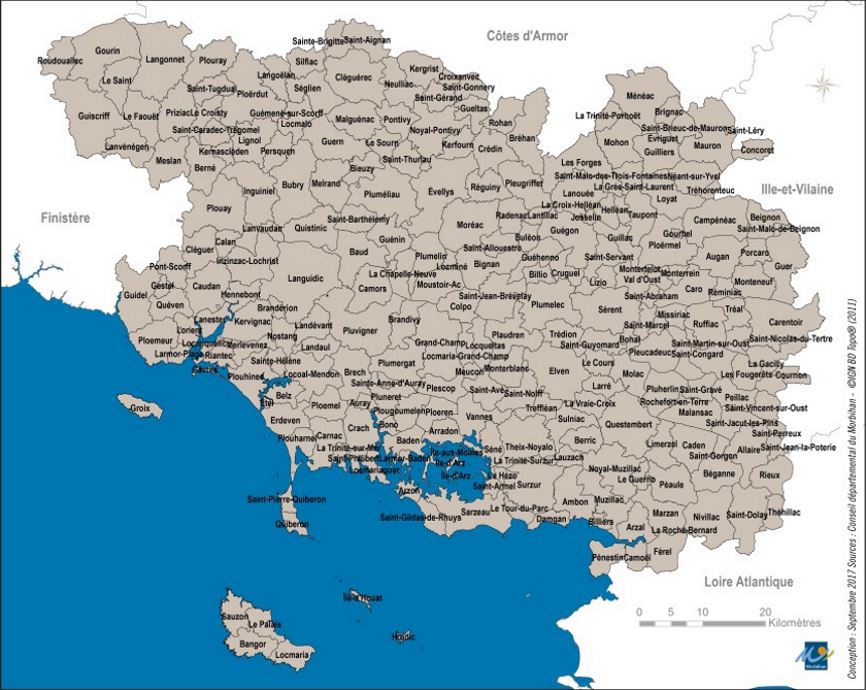 Côtes d'Armor
Sainte-Brigitte
Saint-Aignan
Gourin
Roudouallec
Langonnet
Plouray
Silfiac
Kergrist
Croixanvec
Le Saint
Langoëlan
Cléguérec
Neulliac
Saint-Gonnery
Saint-Tugdual
Ploërdut
Séglien
Saint-Gérand
Gueltas
Ménéac
Guiscriff
Le Faouët
Priziac
Le Croisty
Guémené-sur-Scorff
Locmalo
Malguénac
Pontivy
Rohan
La Trinité-Porhoët
Brignac
Saint-Caradec-Trégomel
Noyal-Pontivy
Bréhan
Saint-Brieuc-de-Mauron
Saint-Léry
Lignol
Guern
Le Sourn
Kerfourn
Crédin
Mohon
Evriguet
Guilliers
Mauron
Concoret
Lanvénégen
Kernascléden
Persquen
Meslan
Berné
Saint-Thuriau
Bieuzy
Les Forges
Saint-Malo-des-Trois-Fontaines
Néant-sur-Yvel
Inguiniel
Bubry
Melrand
Pluméliau
Évellys
Réguiny
Pleugriffet
Lanouée
La Grée-Saint-Laurent
Loyat
Tréhorenteuc
Ille-et-Vilaine
Finistère
Plouay
Saint-Barthélemy
Radenac
Lantillac
La Croix-Helléan
Josselin
Helléan
Taupont
Campénéac
Beignon
Saint-Malo-de-Beignon
Lanvaudan
Quistinic
Moréac
Guégon
Gourhel
Ploërmel
Calan
Cléguer
Guénin
Buléon
Guillac
Saint-Allouestre
Guéhenno
Saint-Servant
Augan
Porcaro
Guer
Inzinzac-Lochrist
Baud
Plumelin
Locminé
Bignan
Pont-Scorff
La Chapelle-Neuve
Billio
Cruguel
Montertelot
Val d'Oust
Monterrein
Monteneuf
Gestel
Caudan
Languidic
Camors
Moustoir-Ac
Lizio
Caro
Réminiac
Guidel
Quéven
Hennebont
Saint-Jean-Brévelay
Plumelec
Saint-Abraham
Brandérion
Colpo
Sérent
Missiriac
Tréal
Lanester
Kervignac
Landévant
Brandivy
Saint-Marcel
Ruffiac
Carentoir
Lorient
Nostang
Pluvigner
Plaudren
Trédion
Bohal
Saint-Nicolas-du-Tertre
Ploemeur
Locmiquélic
Merlevenez
Landaul
Grand-Champ
Locqueltas
Saint-Guyomard
Saint-Martin-sur-Oust
Larmor-Plage
Riantec
Sainte-Hélène
Locmaria-Grand-Champ
Pleucadeuc
Saint-Congard
Gâvres
Plumergat
Meucon
Monterblanc
Le Cours
La Gacilly
Plouhinec
Locoal-Mendon
Brech
Elven
Molac
Les Fougerêts
Cournon
Sainte-Anne-d'Auray
Plescop
Saint-Avé
Saint-Nolff
Larré
Pluherlin
Saint-Gravé
Étel
Belz
Pluneret
Rochefort-en-Terre
Peillac
Groix
Ploemel
Auray
Plougoumelen
Ploeren
Vannes
Treffléan
La Vraie-Croix
Malansac
Saint-Vincent-sur-Oust
Erdeven
Crach
Bono
Sulniac
Questembert
Saint-Jacut-les-Pins
Arradon
Saint-Perreux
Plouharnel
Carnac
Baden
Berric
Limerzel
Caden
Allaire
Saint-Jean-la-Poterie
La Trinité-sur-Mer
Île-aux-Moines
Séné
Theix-Noyalo
Saint-Philibert
Larmor-Baden
Île-d'Arz
La Trinité-Surzur
Lauzach
Saint-Gorgon
Locmariaquer
Île-d'Arz
Le Hézo
Noyal-Muzillac
Béganne
Rieux
Arzon
Saint-Armel
Surzur
Le Guerno
Péaule
Saint-Pierre-Quiberon
Ambon
Muzillac
Sarzeau
Le Tour-du-Parc
Marzan
Nivillac
Saint-Dolay
Théhillac
Quiberon
Saint-Gildas-de-Rhuys
Damgan
Billiers
Arzal
La Roche-Bernard
Pénestin
Camoël
Férel
Loire Atlantique
Île-d'Houat
Sauzon
Le Palais
Hoëdic
Bangor
Locmaria
0 5 10 20
Kilomètres
Morbihan
Conception : Septembre 2017 Sources : Conseil départemental du Morbihan - ©IGN BD Topo® (2011)